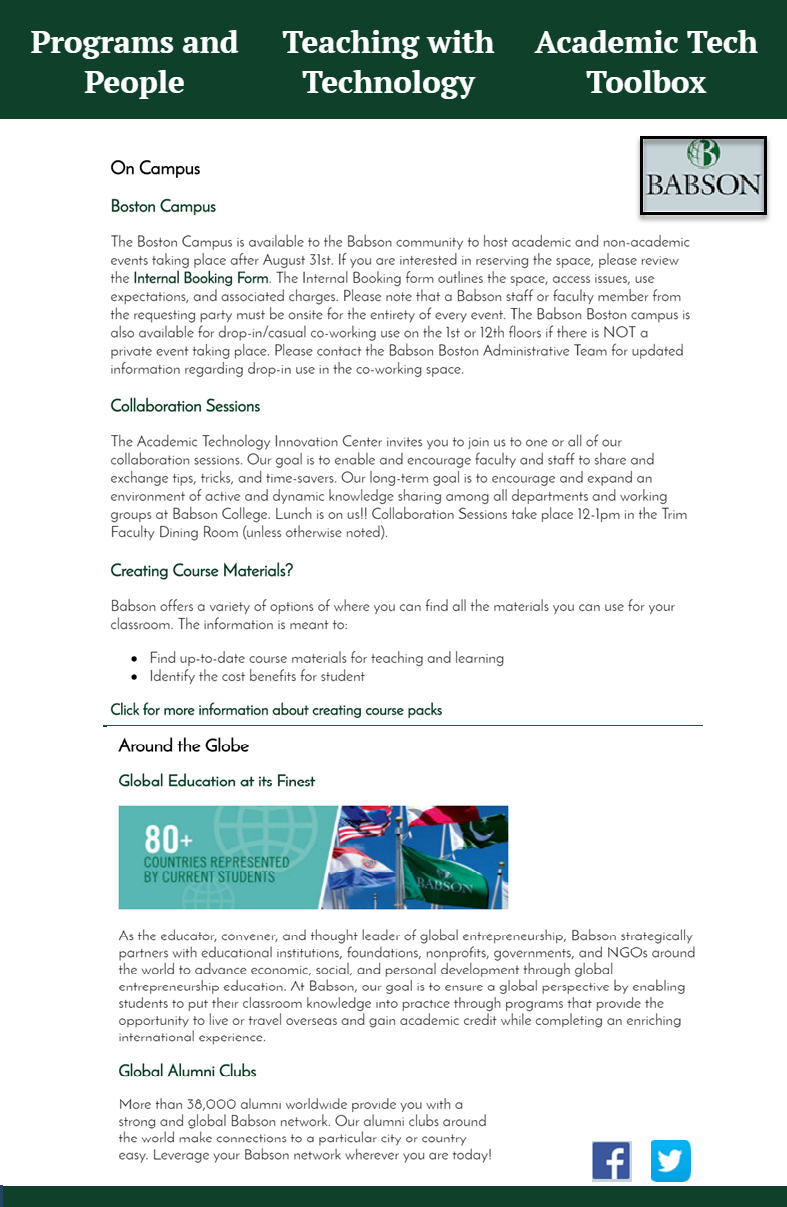 Programs and
People
Teaching with
Technology
Academic Tech
Toolbox
BABSON
On Campus
Boston Campus
The Boston Campus is available to the Babson community to host academic and non-academic
events taking place after August 31st. If you are interested in reserving the space, please review
the Internal Booking Form. The Internal Booking form outlines the space, access issues, use
expectations, and associated charges. Please note that a Babson staff or faculty member from
the requesting party must be onsite for the entirety of every event. The Babson Boston campus is
also available for drop-in/casual co-working use on the 1st or 12th floors if there is NOT a
private event taking place. Please contact the Babson Boston Administrative Team for updated
information regarding drop-in use in the co-working space.
Collaboration Sessions
The Academic Technology Innovation Center invites you to join us to one or all of our
collaboration sessions. Our goal is to enable and encourage faculty and staff to share and
exchange tips, tricks, and time-savers. Our long-term goal is to encourage and expand an
environment of active and dynamic knowledge sharing among all departments and working
groups at Babson College. Lunch is on us!! Collaboration Sessions take place 12-1pm in the Trim
Faculty Dining Room (unless otherwise noted).
Creating Course Materials?
Babson offers a variety of options of where you can find all the materials you can use for your
classroom. The information is meant to:
• Find up-to-date course materials for teaching and learning
• Identify the cost benefits for student
Click for more information about creating course packs
Around the Globe
Global Education at its Finest
80+
COUNTRIES REPRESENTED
BY CURRENT STUDENTS
BABSON
As the educator, convener, and thought leader of global entrepreneurship, Babson strategically
partners with educational institutions, foundations, nonprofits, governments, and NGOs around
the world to advance economic, social, and personal development through global
entrepreneurship education. At Babson, our goal is to ensure a global perspective by enabling
students to put their classroom knowledge into practice through programs that provide the
opportunity to live or travel overseas and gain academic credit while completing an enriching
international experience.
Global Alumni Clubs
More than 38,000 alumni worldwide provide you with a
strong and global Babson network. Our alumni clubs around
the world make connections to a particular city or country
easy. Leverage your Babson network wherever you are today!